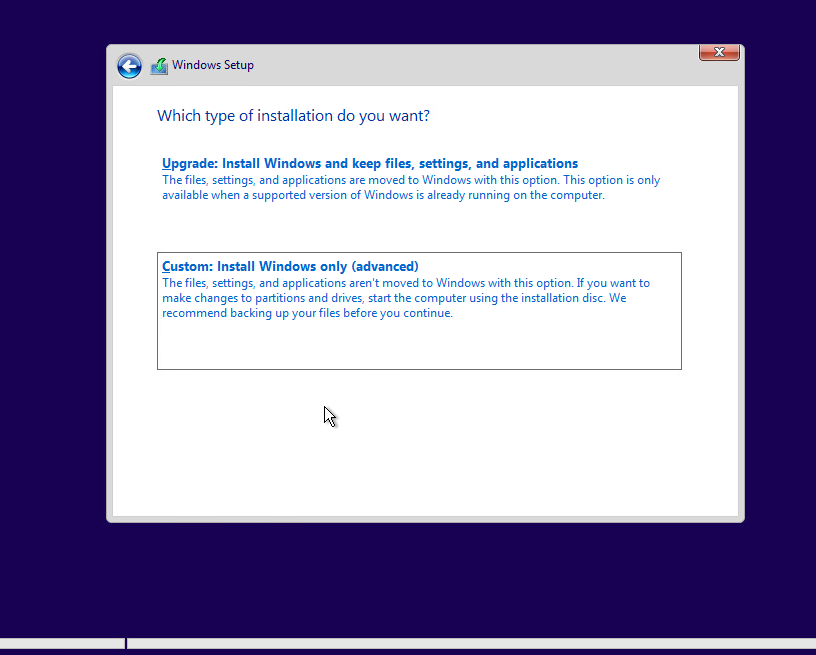 Windows Setup
Which type of installation do you want?
Upgrade: Install Windows and keep files, settings, and applications
The files, settings, and applications are moved to Windows with this option. This option is only
available when a supported version of Windows is already running on the computer.
Custom: Install Windows only (advanced)
The files, settings, and applications aren't moved to Windows with this option. If you want to
make changes to partitions and drives, start the computer using the installation disc. We
recommend backing up your files before you continue.